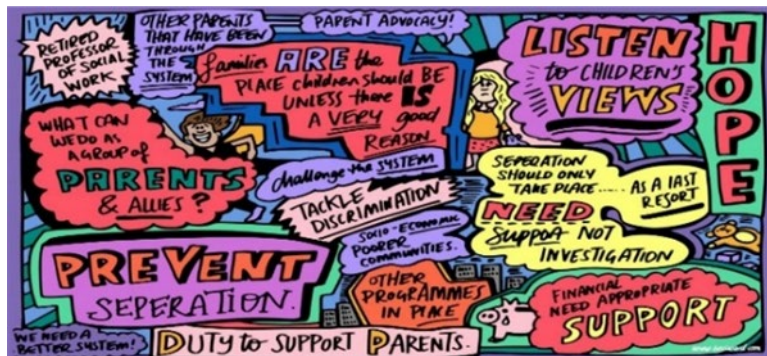 RETIRED
PROFESSOR
OF SOCIAL
WORK
OTHER PARENTS
THAT HAVE BEEN
THROUGH
THE
SYSTEM
PARENT ADVOCACY!
families ARE the
PLACE children should BE
UNLESS there IS
A VERY good
REASON.
LISTEN
to CHILDREN'S
VIEWS
HOPE
WHAT CAN
WE DO AS
A GROUP of
PARENTS
& ALLIES?
challenge the SYSTEM
TACKLE
DISCRIMINATION
SOCIO-ECONOMIC
POORER
COMMUNITIES.
SEPERATION
SHOULD ONLY
TAKE PLACE..... AS A LAST
RESORT
NEED
SUPPORT NOT
INVESTIGATION
PREVENT
SEPERATION.
OTHER
PROGRAMMES
IN PLACE
FINANCIAL
NEED APPROPRIATE
SUPPORT
WE NEED A
BETTER SYSTEM!
DUTY to SUPPORT PARENTS.